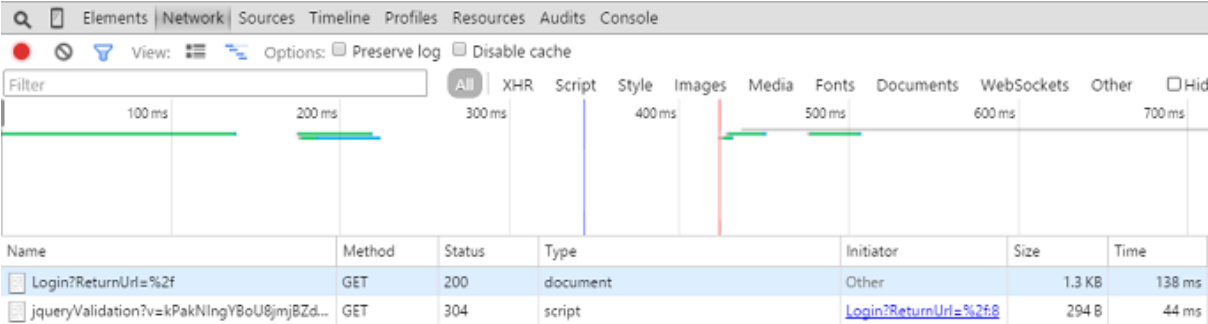 Elements Network Sources Timeline Profiles Resources Audits Console
View: Options: Preserve log Disable cache
Filter All XHR Script Style Images Media Fonts Documents WebSockets Other Hid
100 ms 200 ms 300 ms 400 ms 500 ms 600 ms 700 ms
Name Method Status Type Initiator Size Time
Login?ReturnUrl=%2f GET 200 document Other 1.3 KB 138 ms
jqueryValidation?v=kPakNIngYBoU8jmjBZd... GET 304 script Login?ReturnUrl=%2f:8 294 B 44 ms